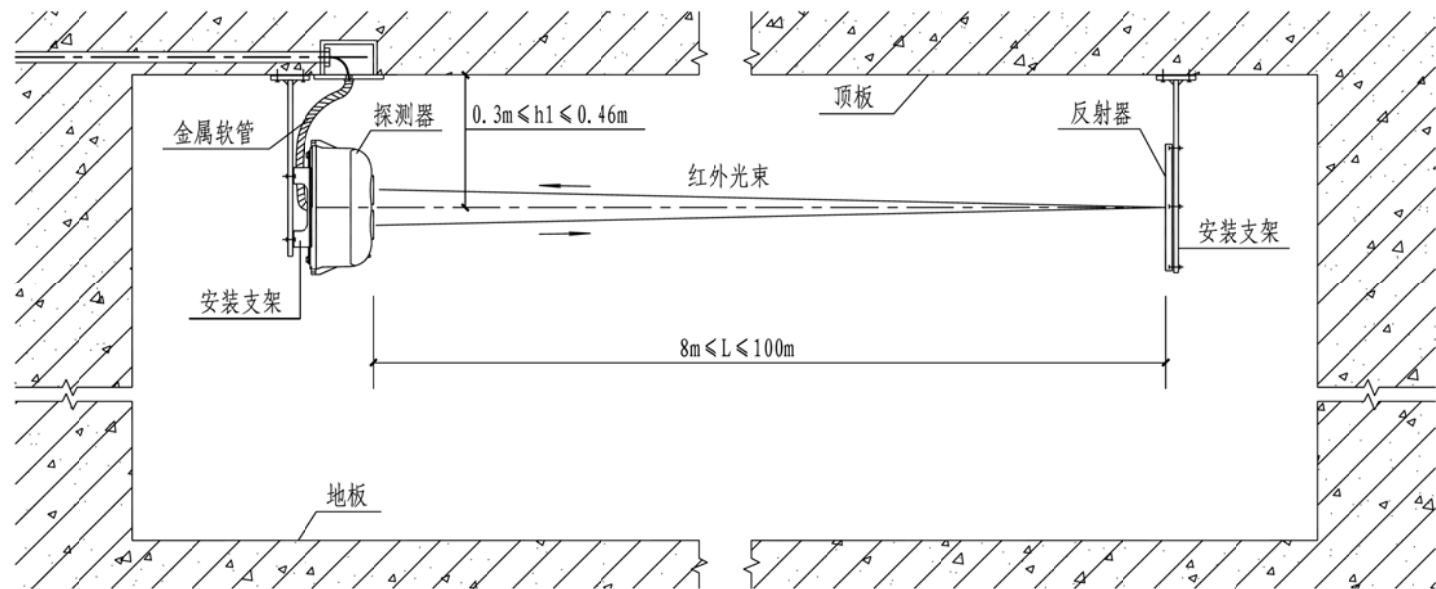 顶板
金属软管
探测器
0.3m≤h1≤0.46m
反射器
红外光束
安装支架
安装支架
8m≤L≤100m
地板